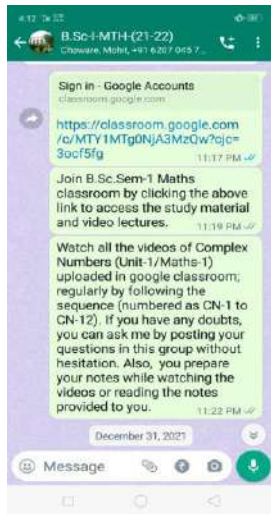 B.Sc-I-MTH-(21-22)
Choware, Mohit, +91 6207 045 7...
Sign in - Google Accounts
classroom.google.com
https://classroom.google.com
/c/MTY1MTg0NjA3MzQw?cjc=
3ocf5fg
11:17 PM
Join B.Sc.Sem-1 Maths
classroom by clicking the above
link to access the study material
and video lectures.
11:19 PM
Watch all the videos of Complex
Numbers (Unit-1/Maths-1)
uploaded in google classroom;
regularly by following the
sequence (numbered as CN-1 to
CN-12). If you have any doubts,
you can ask me by posting your
questions in this group without
hesitation. Also, you prepare
your notes while watching the
videos or reading the notes
provided to you.
11:22 PM
December 31, 2021
Message